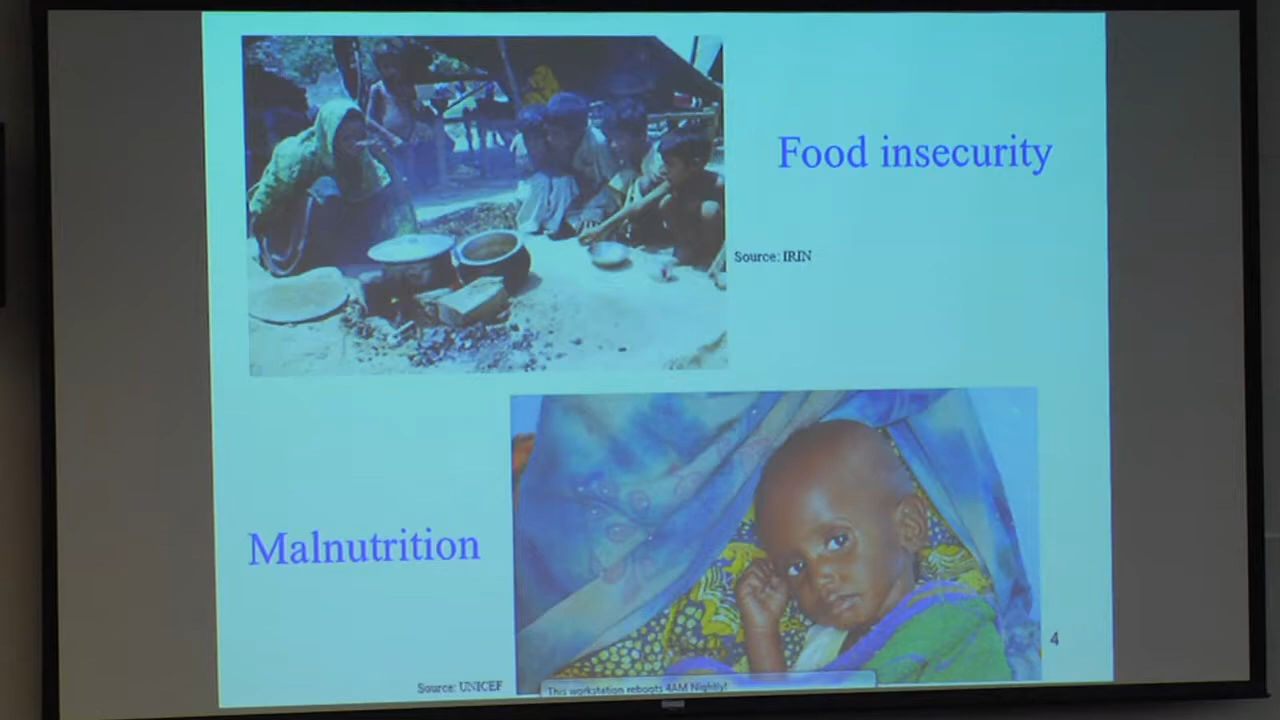 Food insecurity
Source: IRIN
Malnutrition
4
Source: UNICEF
This workstation reboots 4AM Nightly!